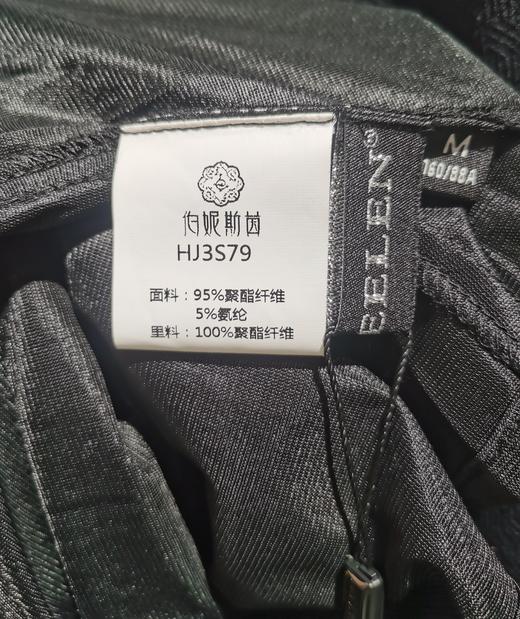 伯妮斯茵
HJ3S79
面料：95%聚酯纤维
5%氨纶
里料：100%聚酯纤维
EELEN®
M
160/88A